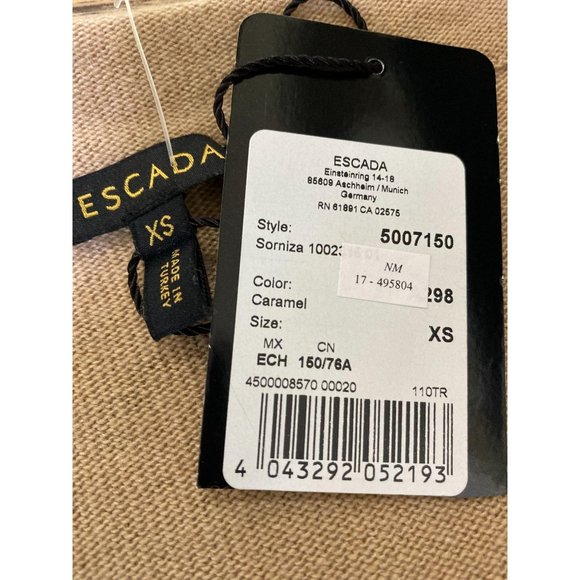 ESCADA
XS
MADE IN
TURKEY
ESCADA
Einsteinring 14-18
85609 Aschheim / Munich
Germany
RN 61891 CA 02575
Style: 5007150
Sorniza
NM
17 - 495804
Color: 298
Caramel
Size: XS
MX CN
ECH 150/76A
4500008570 00020 110TR
4 043292 052193